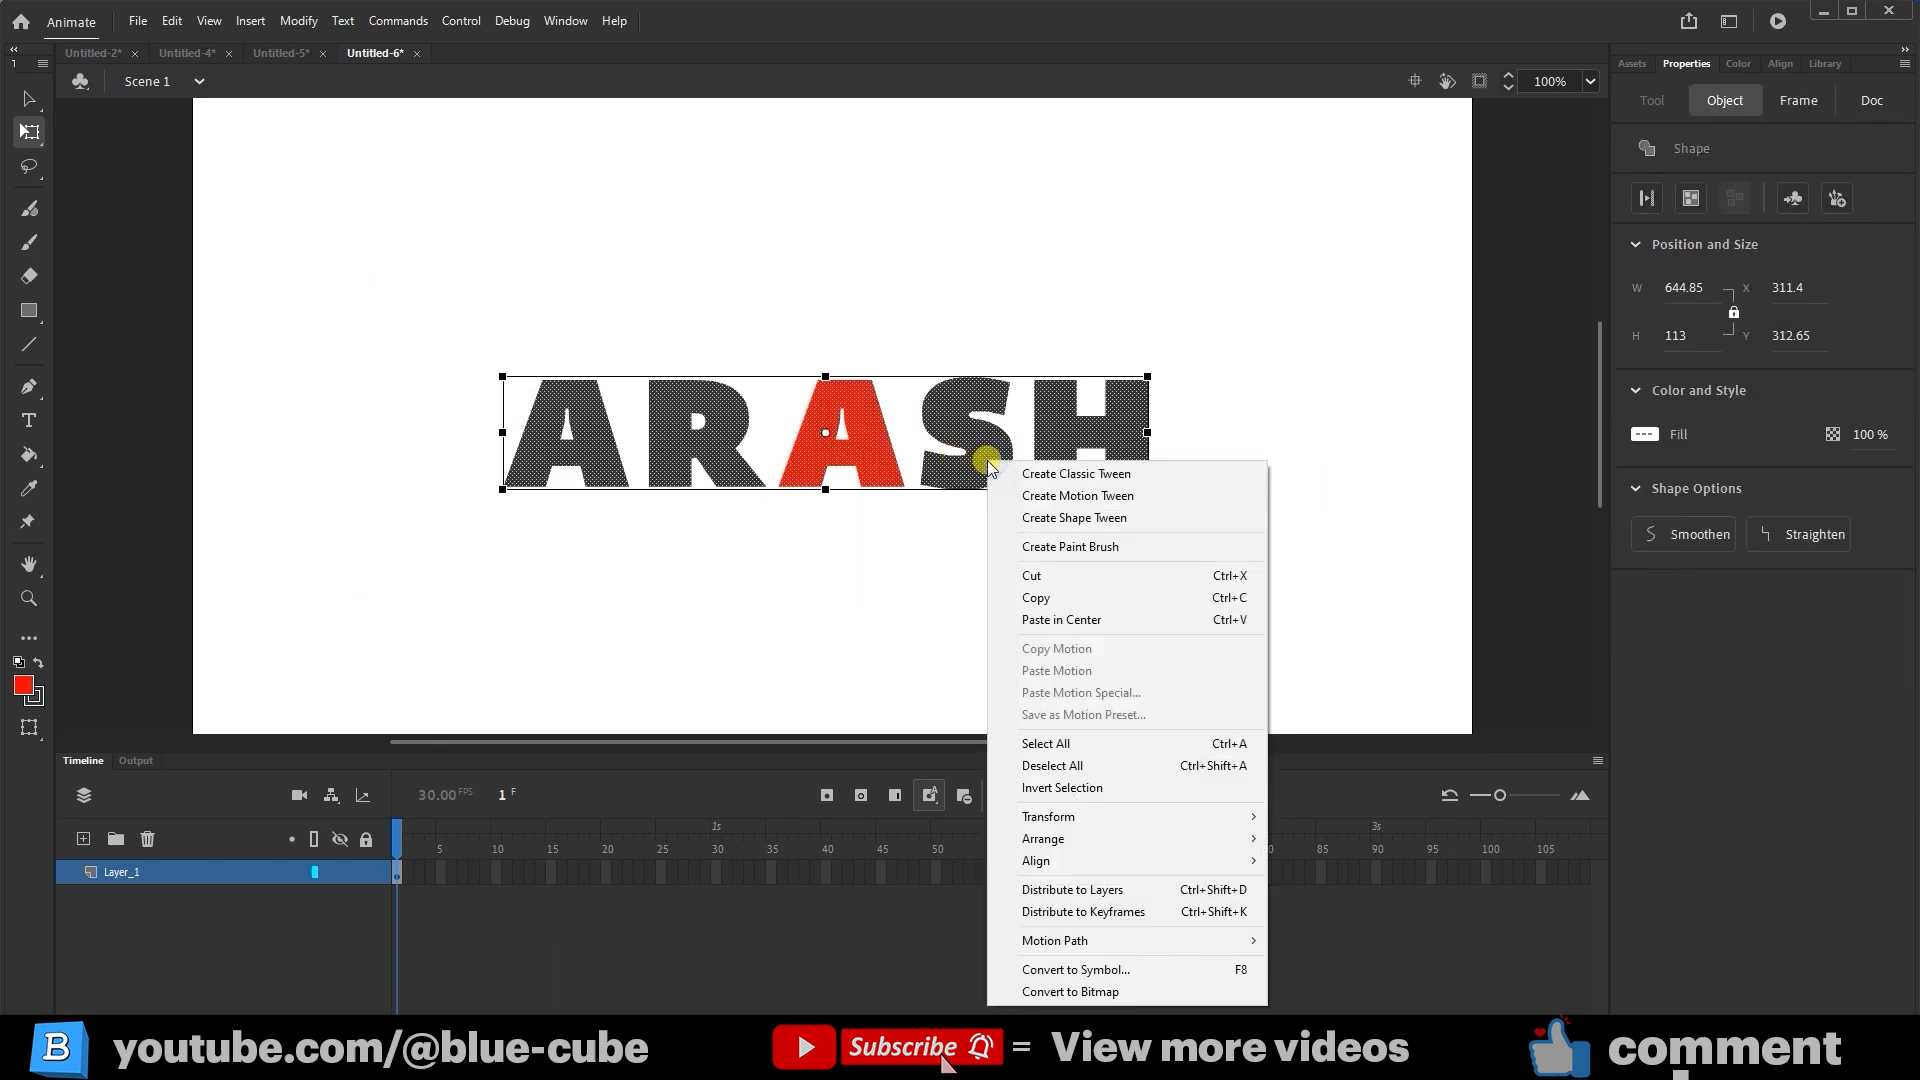 Animate File Edit View Insert Modify Text Commands Control Debug Window Help
Untitled-2* Untitled-4* Untitled-5* Untitled-6*
Assets Properties Color Align Library
Scene 1 100%
Tool Object Frame Doc
Shape
Position and Size
W 644.85 X 311.4
H 113 Y 312.65
Color and Style
Fill 100 %
Shape Options
Smoothen Straighten
ARASH
Create Classic Tween
Create Motion Tween
Create Shape Tween
Create Paint Brush
Cut Ctrl+X
Copy Ctrl+C
Paste in Center Ctrl+V
Copy Motion
Paste Motion
Paste Motion Special...
Save as Motion Preset...
Select All Ctrl+A
Deselect All Ctrl+Shift+A
Invert Selection
Transform
Arrange
Align
Distribute to Layers Ctrl+Shift+D
Distribute to Keyframes Ctrl+Shift+K
Motion Path
Convert to Symbol... F8
Convert to Bitmap
Timeline Output
30.00 FPS 1 F
1s 3s
5 10 15 20 25 30 35 40 45 50 85 90 95 100 105
Layer_1
B youtube.com/@blue-cube Subscribe = View more videos comment